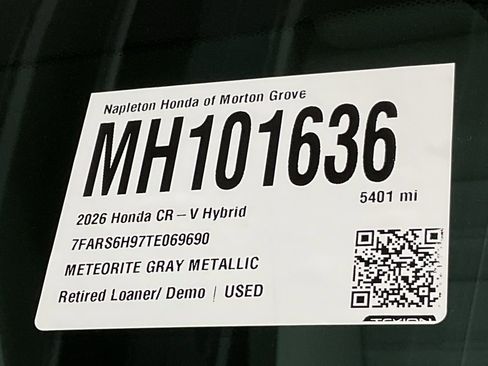 Napleton Honda of Morton Grove
MH101636
5401 mi
2026 Honda CR-V Hybrid
7FARS6H97TE069690
METEORITE GRAY METALLIC
Retired Loaner/ Demo | USED